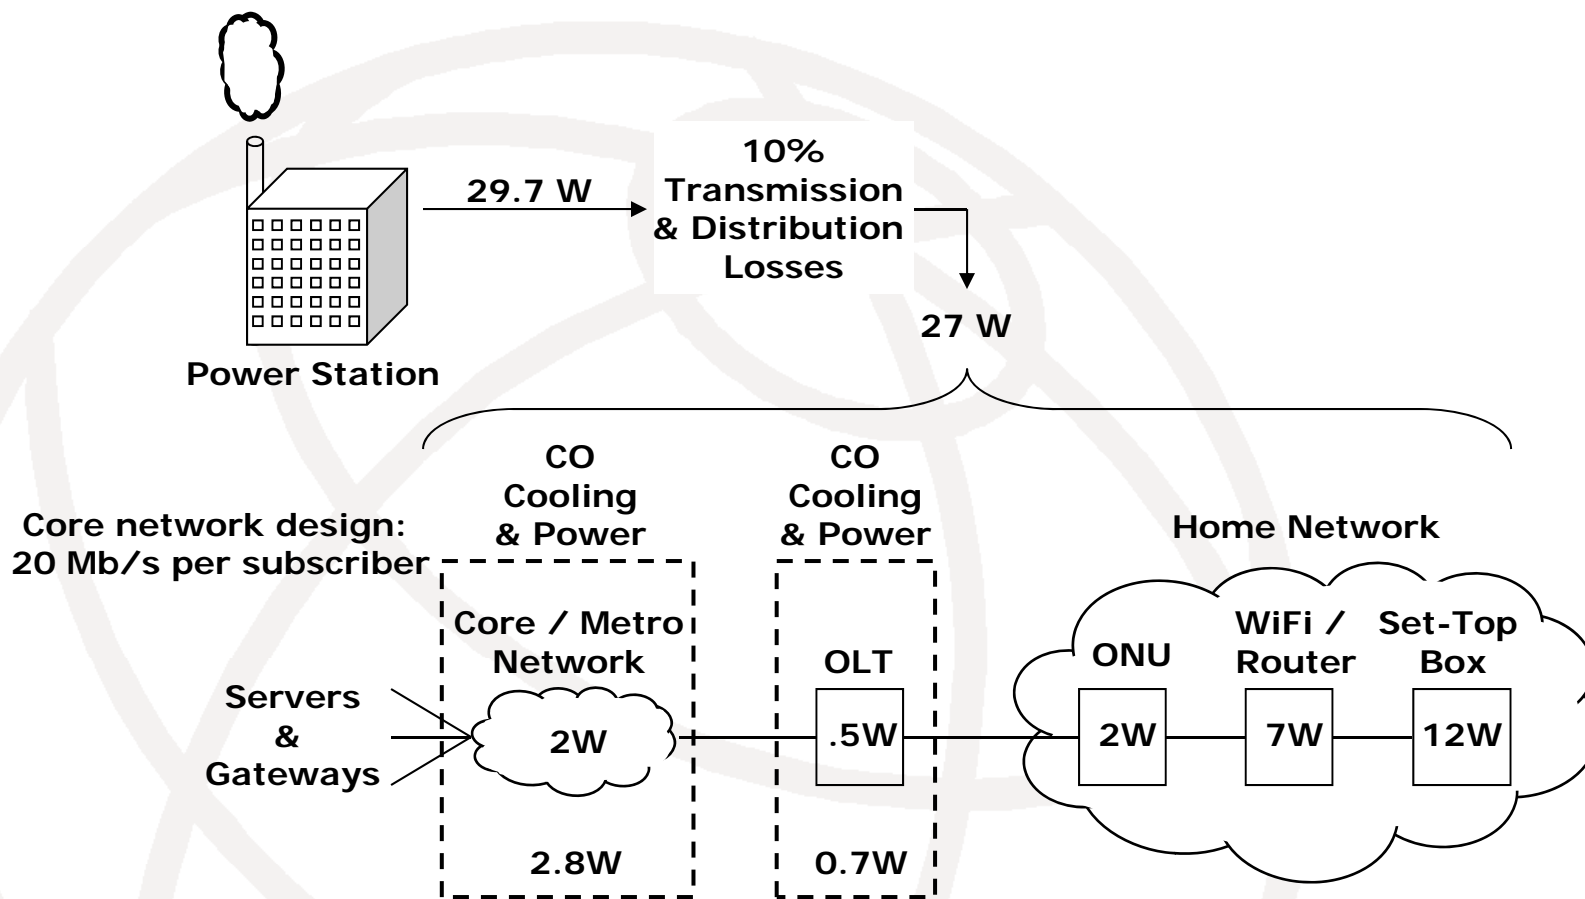 10%
Transmission
& Distribution
Losses
29.7 W
27 W
Power Station
CO
Cooling
& Power
CO
Cooling
& Power
Core network design:
20 Mb/s per subscriber
Home Network
Core / Metro
Network
OLT
ONU
WiFi /
Router
Set-Top
Box
Servers
&
Gateways
2W
.5W
2W
7W
12W
2.8W
0.7W